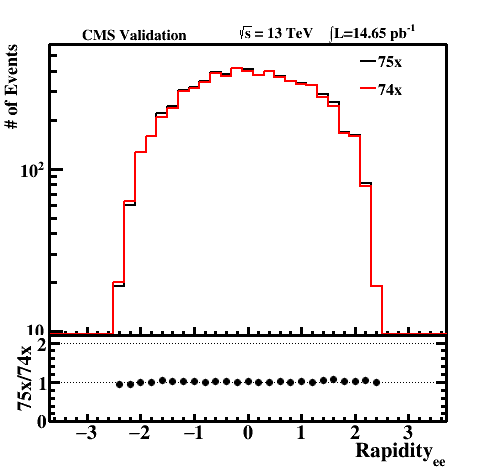 CMS Validation √s = 13 TeV ∫L=14.65 pb⁻¹
# of Events
75x
74x
10²
10
75x/74x
2
1
0
−3 −2 −1 0 1 2 3
Rapidity_ee